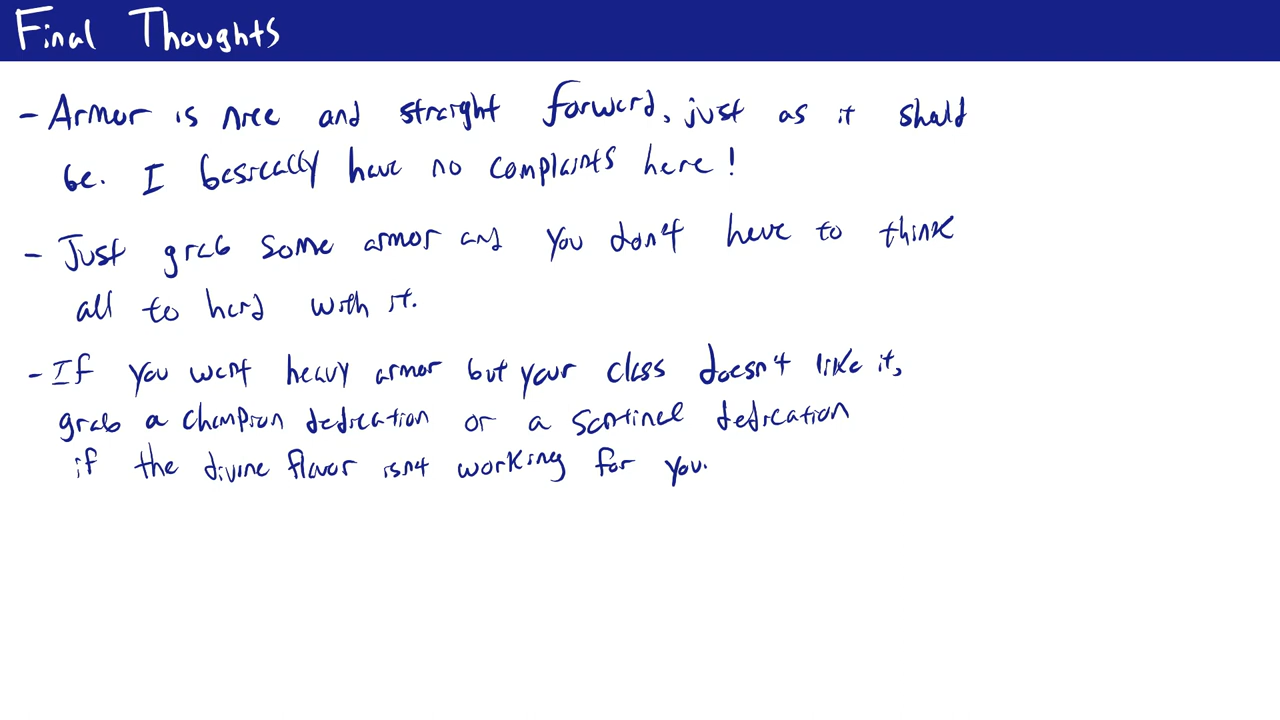 Final Thoughts
- Armor is nice and straight forward, just as it should
be. I basically have no complaints here!
- Just grab some armor and you don't have to think
all to hard with it.
- If you want heavy armor but your class doesn't like it,
grab a champion dedication or a sentinel dedication
if the divine flavor isnt working for you.